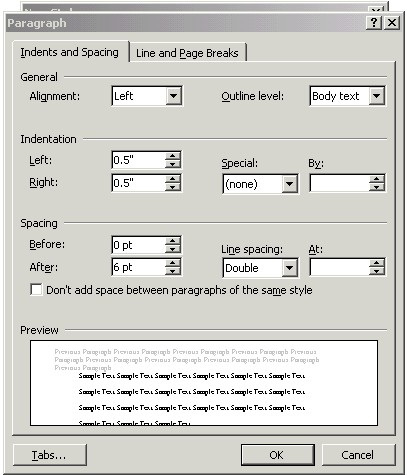 Paragraph
Indents and Spacing Line and Page Breaks
General
Alignment: Left Outline level: Body text
Indentation
Left: 0.5" Special: By:
Right: 0.5" (none)
Spacing
Before: 0 pt Line spacing: At:
After: 6 pt Double
Don't add space between paragraphs of the same style
Preview
Previous Paragraph Previous Paragraph Previous Paragraph Previous Paragraph Previous
Paragraph Previous Paragraph Previous Paragraph Previous Paragraph Previous
Paragraph Previous Paragraph
Sample Text Sample Text Sample Text Sample Text Sample Text Sample Text
Sample Text Sample Text Sample Text Sample Text Sample Text Sample Text
Sample Text Sample Text Sample Text Sample Text Sample Text Sample Text
Sample Text Sample Text Sample Text
Tabs... OK Cancel